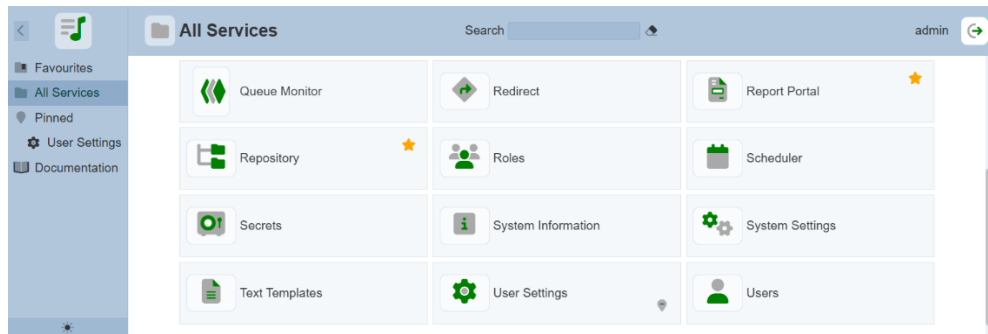 All Services
Search
admin
Favourites
All Services
Pinned
User Settings
Documentation
Queue Monitor
Redirect
Report Portal
Repository
Roles
Scheduler
Secrets
System Information
System Settings
Text Templates
User Settings
Users